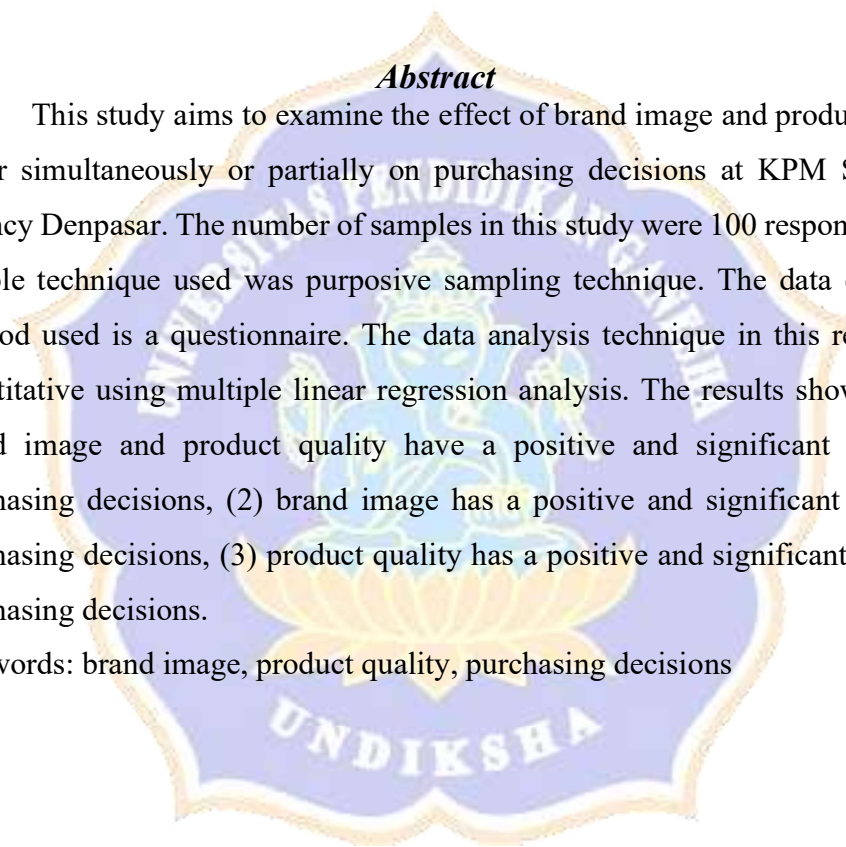 Abstract
This study aims to examine the effect of brand image and produ
r simultaneously or partially on purchasing decisions at KPM S
ncy Denpasar. The number of samples in this study were 100 respon
le technique used was purposive sampling technique. The data
od used is a questionnaire. The data analysis technique in this re
titative using multiple linear regression analysis. The results show
d image and product quality have a positive and significant
hasing decisions, (2) brand image has a positive and significant
hasing decisions, (3) product quality has a positive and significant
hasing decisions.
words: brand image, product quality, purchasing decisions
UNIVERSITAS PENDIDIKAN GANESHA
UNDIKSHA